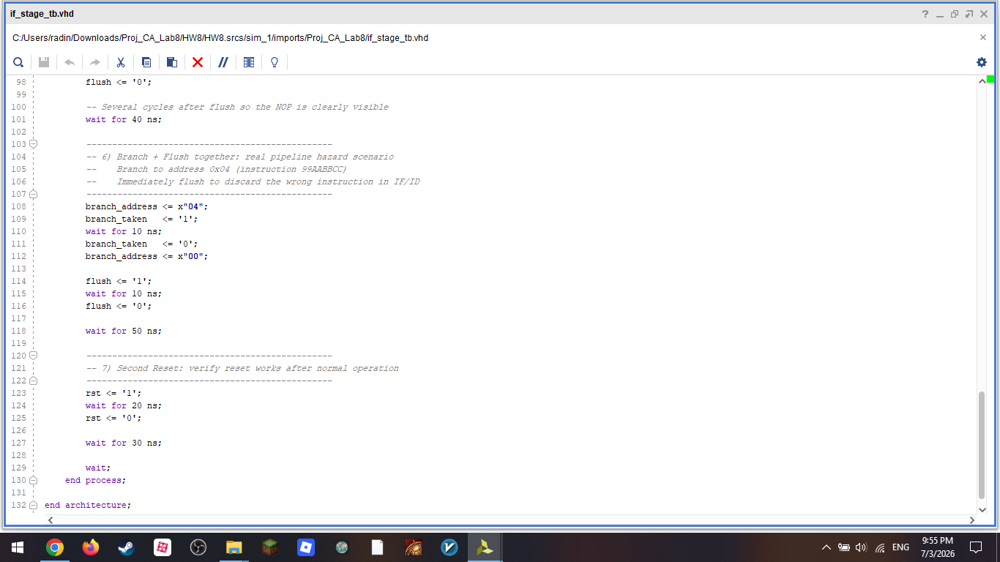 if_stage_tb.vhd
C:/Users/radin/Downloads/Proj_CA_Lab8/HW8/HW8.srcs/sim_1/imports/Proj_CA_Lab8/if_stage_tb.vhd
98 flush <= '0';
99
100 -- Several cycles after flush so the NOP is clearly visible
101 wait for 40 ns;
102
103 ------------------------------------------------
104 -- 6) Branch + Flush together: real pipeline hazard scenario
105 --    Branch to address 0x04 (instruction 99AABBCC)
106 --    Immediately flush to discard the wrong instruction in IF/ID
107 ------------------------------------------------
108 branch_address <= x"04";
109 branch_taken   <= '1';
110 wait for 10 ns;
111 branch_taken   <= '0';
112 branch_address <= x"00";
113
114 flush <= '1';
115 wait for 10 ns;
116 flush <= '0';
117
118 wait for 50 ns;
119
120 ------------------------------------------------
121 -- 7) Second Reset: verify reset works after normal operation
122 ------------------------------------------------
123 rst <= '1';
124 wait for 20 ns;
125 rst <= '0';
126
127 wait for 30 ns;
128
129 wait;
130 end process;
131
132 end architecture;
ENG
9:55 PM
7/3/2026